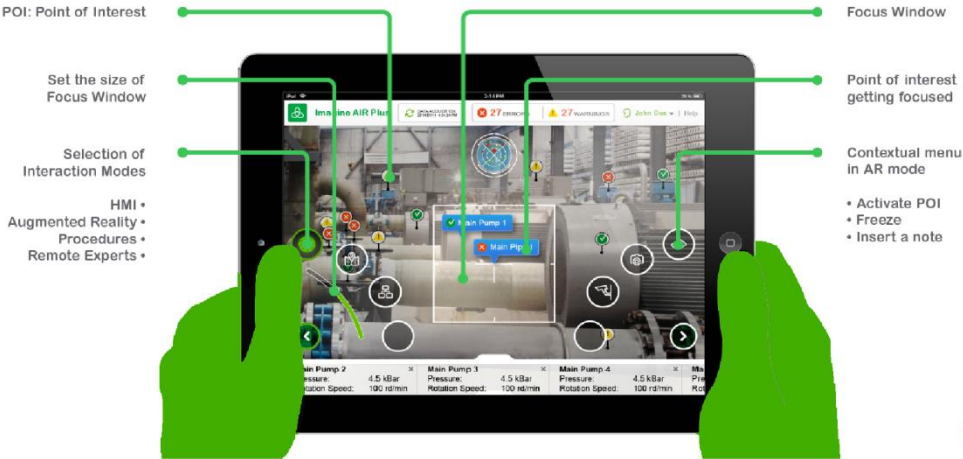 POI: Point of Interest
Set the size of
Focus Window
Selection of
Interaction Modes
HMI •
Augmented Reality •
Procedures •
Remote Experts •
Focus Window
Point of interest
getting focused
Contextual menu
in AR mode
• Activate POI
• Freeze
• Insert a note
iPad
Imagine AIR Plus
27 ERRORS
27 WARNINGS
John Doe
Help
Main Pump 1
Main Pump 2
Pressure: 4.5 kBar
Rotation Speed: 100 rd/min
Main Pump 3
Pressure: 4.5 kBar
Rotation Speed: 100 rd/min
Main Pump 4
Pressure: 4.5 kBar
Rotation Speed: 100 rd/min